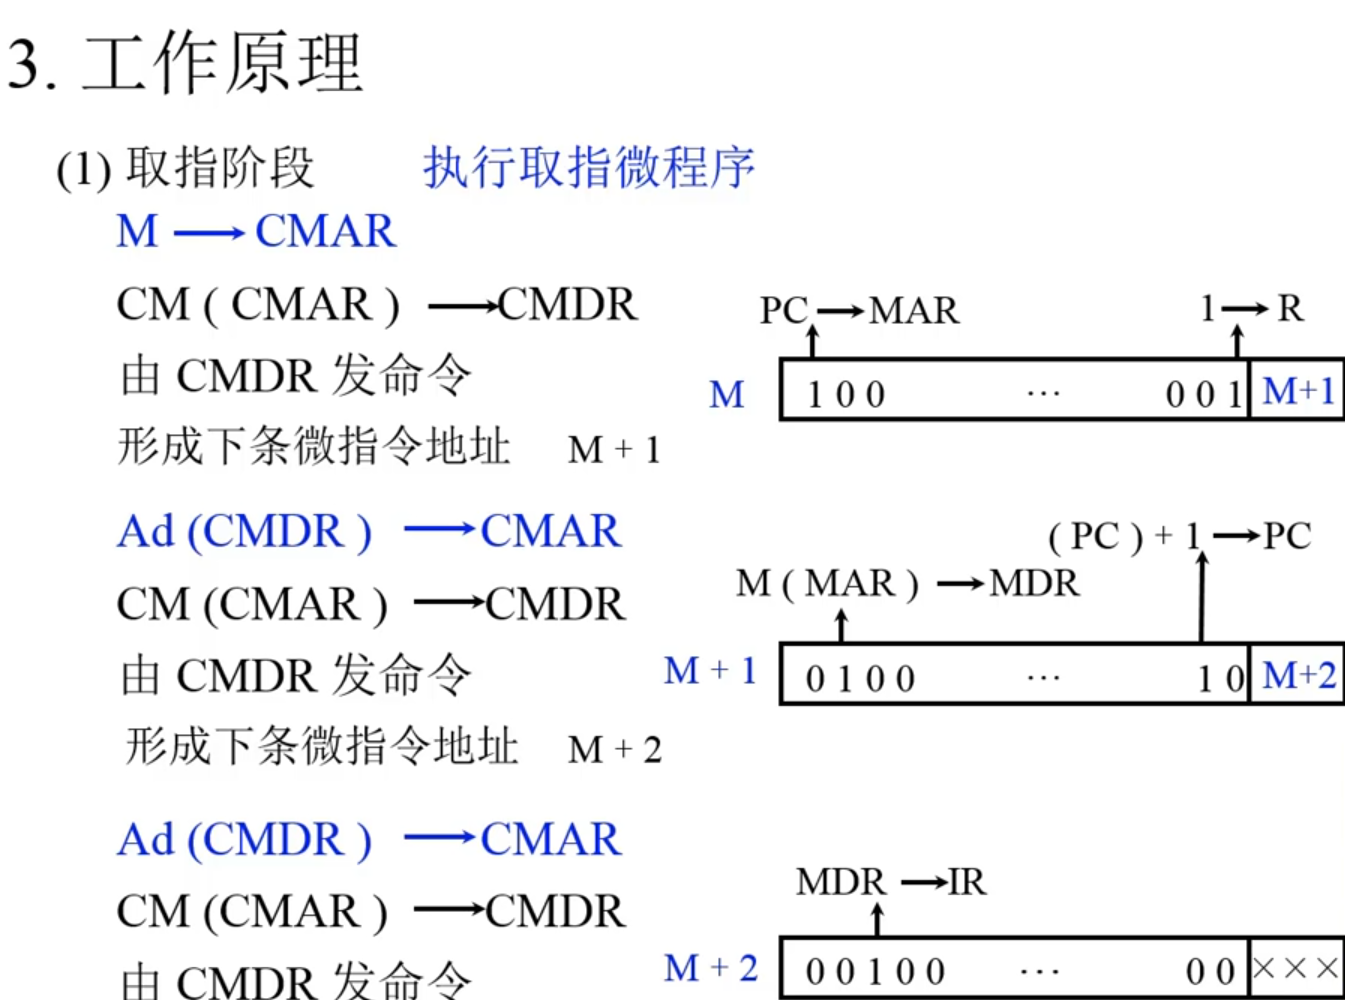 3. 工作原理
(1) 取指阶段 执行取指微程序
M ⟶ CMAR
CM ( CMAR ) ⟶CMDR
由 CMDR 发命令
形成下条微指令地址 M + 1
PC⟶MAR 1⟶R
M 1 0 0 ⋯ 0 0 1 M+1
Ad (CMDR ) ⟶CMAR
CM (CMAR ) ⟶CMDR
由 CMDR 发命令
形成下条微指令地址 M + 2
( PC ) + 1 ⟶PC
M ( MAR ) ⟶MDR
M + 1 0 1 0 0 ⋯ 1 0 M+2
Ad (CMDR ) ⟶CMAR
CM (CMAR ) ⟶CMDR
由 CMDR 发命令
MDR ⟶IR
M + 2 0 0 1 0 0 ⋯ 0 0 ×××